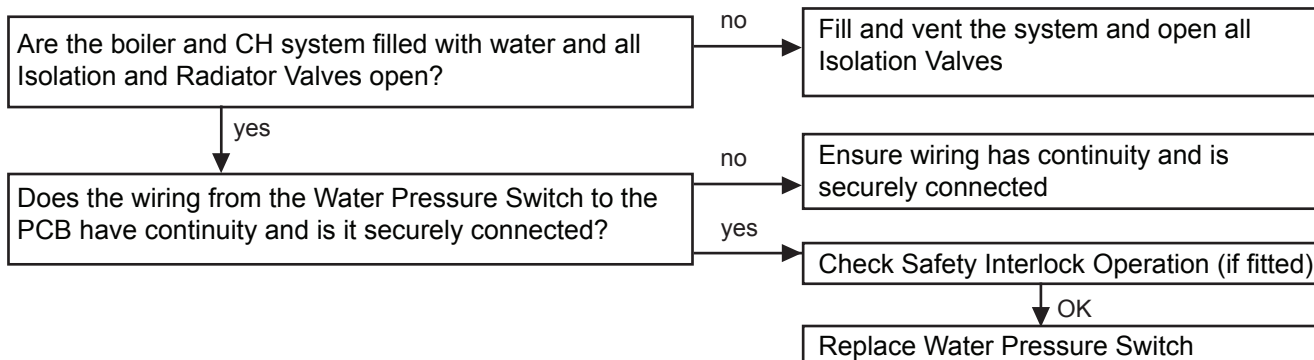 Are the boiler and CH system filled with water and all
Isolation and Radiator Valves open?
no
Fill and vent the system and open all
Isolation Valves
yes
Does the wiring from the Water Pressure Switch to the
PCB have continuity and is it securely connected?
no
Ensure wiring has continuity and is
securely connected
yes
Check Safety Interlock Operation (if fitted)
OK
Replace Water Pressure Switch